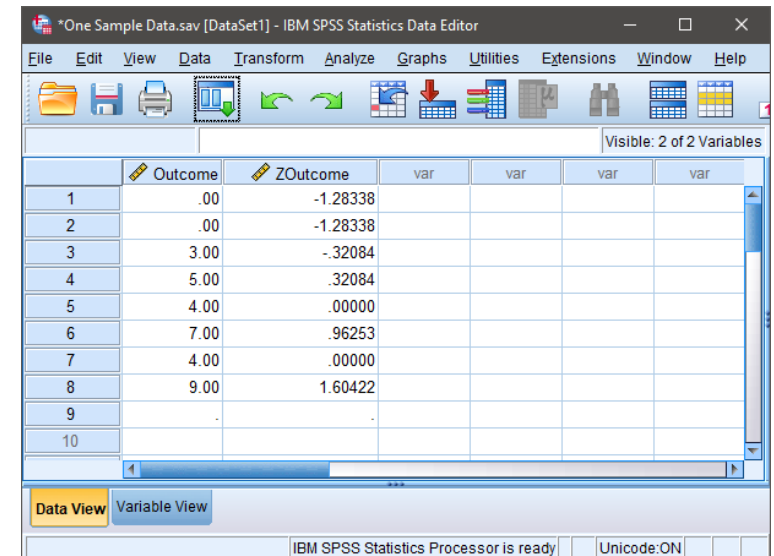 *One Sample Data.sav [DataSet1] - IBM SPSS Statistics Data Editor
File Edit View Data Transform Analyze Graphs Utilities Extensions Window Help
Visible: 2 of 2 Variables
Outcome ZOutcome var var var var
1 .00 -1.28338
2 .00 -1.28338
3 3.00 -.32084
4 5.00 .32084
5 4.00 .00000
6 7.00 .96253
7 4.00 .00000
8 9.00 1.60422
9 . .
10
Data View Variable View
IBM SPSS Statistics Processor is ready Unicode:ON